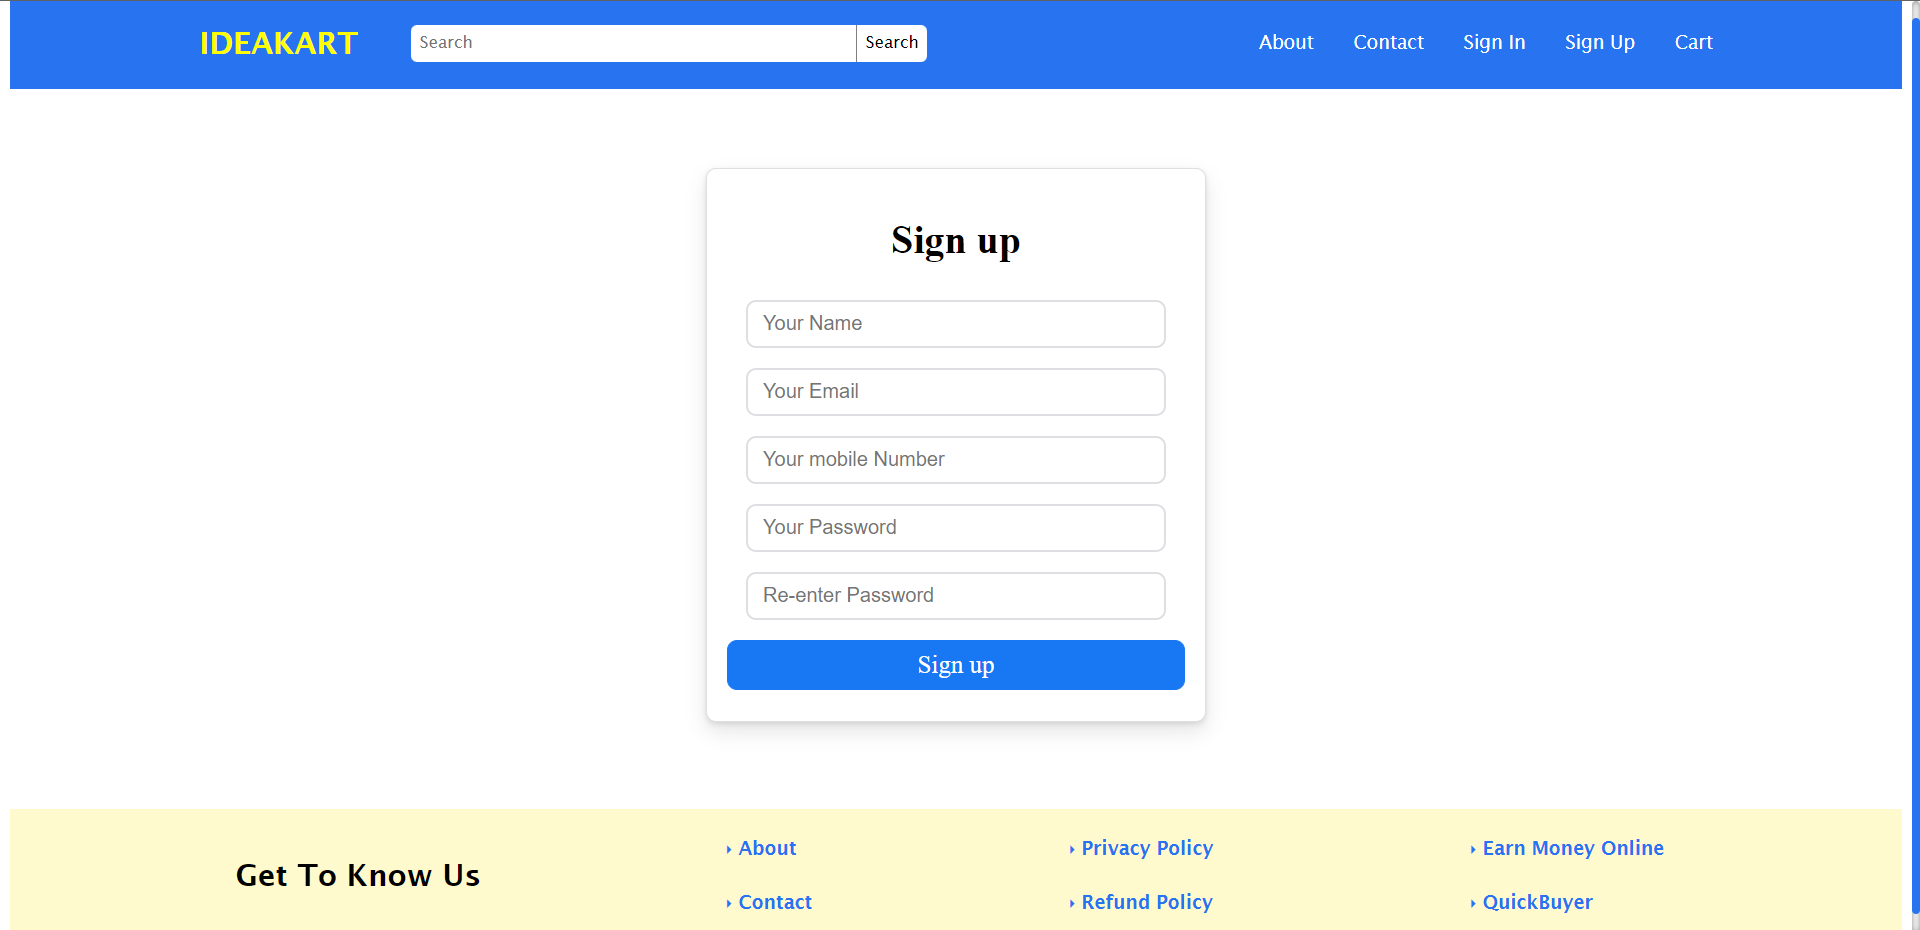 IDEAKART Search Search About Contact Sign In Sign Up Cart
Sign up
Your Name
Your Email
Your mobile Number
Your Password
Re-enter Password
Sign up
Get To Know Us
About
Contact
Privacy Policy
Refund Policy
Earn Money Online
QuickBuyer